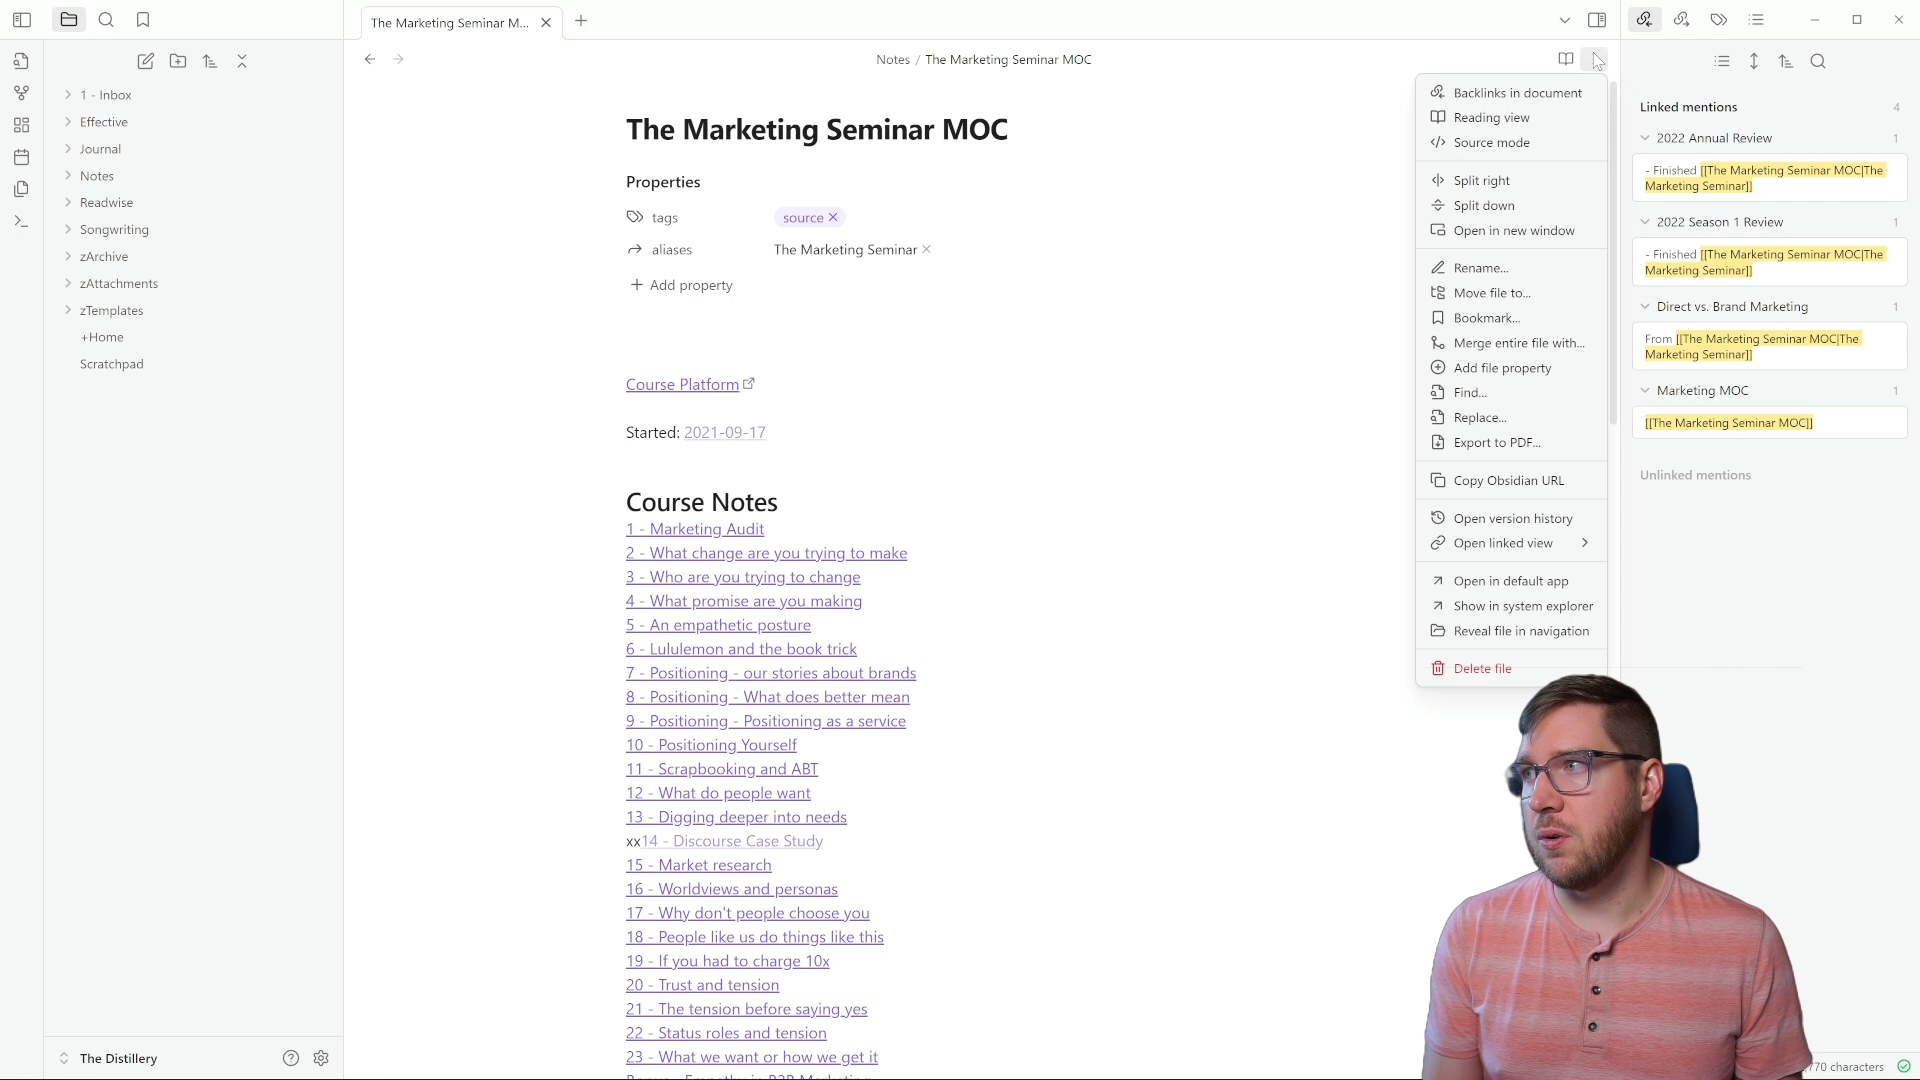 The Marketing Seminar M...
Notes / The Marketing Seminar MOC
1 - Inbox
Effective
Journal
Notes
Readwise
Songwriting
zArchive
zAttachments
zTemplates
+Home
Scratchpad
The Distillery
The Marketing Seminar MOC
Properties
tags
source
aliases
The Marketing Seminar
Add property
Course Platform
Started: 2021-09-17
Course Notes
1 - Marketing Audit
2 - What change are you trying to make
3 - Who are you trying to change
4 - What promise are you making
5 - An empathetic posture
6 - Lululemon and the book trick
7 - Positioning - our stories about brands
8 - Positioning - What does better mean
9 - Positioning - Positioning as a service
10 - Positioning Yourself
11 - Scrapbooking and ABT
12 - What do people want
13 - Digging deeper into needs
xx14 - Discourse Case Study
15 - Market research
16 - Worldviews and personas
17 - Why don't people choose you
18 - People like us do things like this
19 - If you had to charge 10x
20 - Trust and tension
21 - The tension before saying yes
22 - Status roles and tension
23 - What we want or how we get it
Backlinks in document
Reading view
Source mode
Split right
Split down
Open in new window
Rename...
Move file to...
Bookmark...
Merge entire file with...
Add file property
Find...
Replace...
Export to PDF...
Copy Obsidian URL
Open version history
Open linked view
Open in default app
Show in system explorer
Reveal file in navigation
Delete file
Linked mentions 4
2022 Annual Review 1
- Finished [[The Marketing Seminar MOC|The
Marketing Seminar]]
2022 Season 1 Review 1
- Finished [[The Marketing Seminar MOC|The
Marketing Seminar]]
Direct vs. Brand Marketing 1
From [[The Marketing Seminar MOC|The
Marketing Seminar]]
Marketing MOC 1
[[The Marketing Seminar MOC]]
Unlinked mentions
770 characters